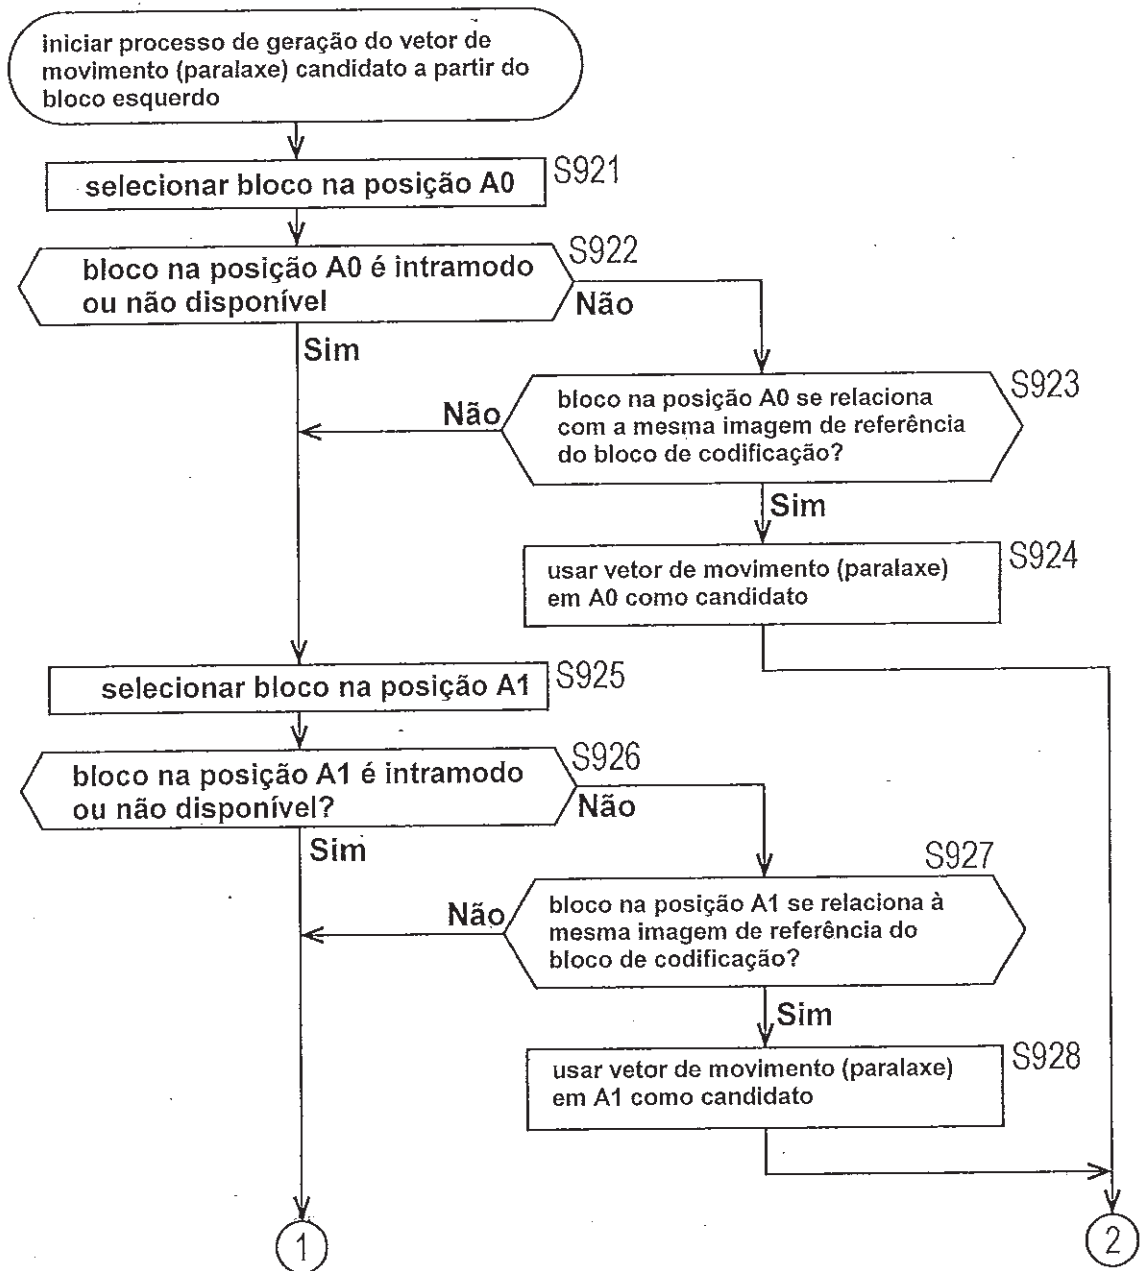 iniciar processo de geração do vetor de
movimento (paralaxe) candidato a partir do
bloco esquerdo
selecionar bloco na posição A0
S921
bloco na posição A0 é intramodo
ou não disponível
S922
Não
Sim
bloco na posição A0 se relaciona
com a mesma imagem de referência
do bloco de codificação?
S923
Não
Sim
usar vetor de movimento (paralaxe)
em A0 como candidato
S924
selecionar bloco na posição A1
S925
bloco na posição A1 é intramodo
ou não disponível?
S926
Não
Sim
S927
bloco na posição A1 se relaciona à
mesma imagem de referência do
bloco de codificação?
Não
Sim
usar vetor de movimento (paralaxe)
em A1 como candidato
S928
1
2